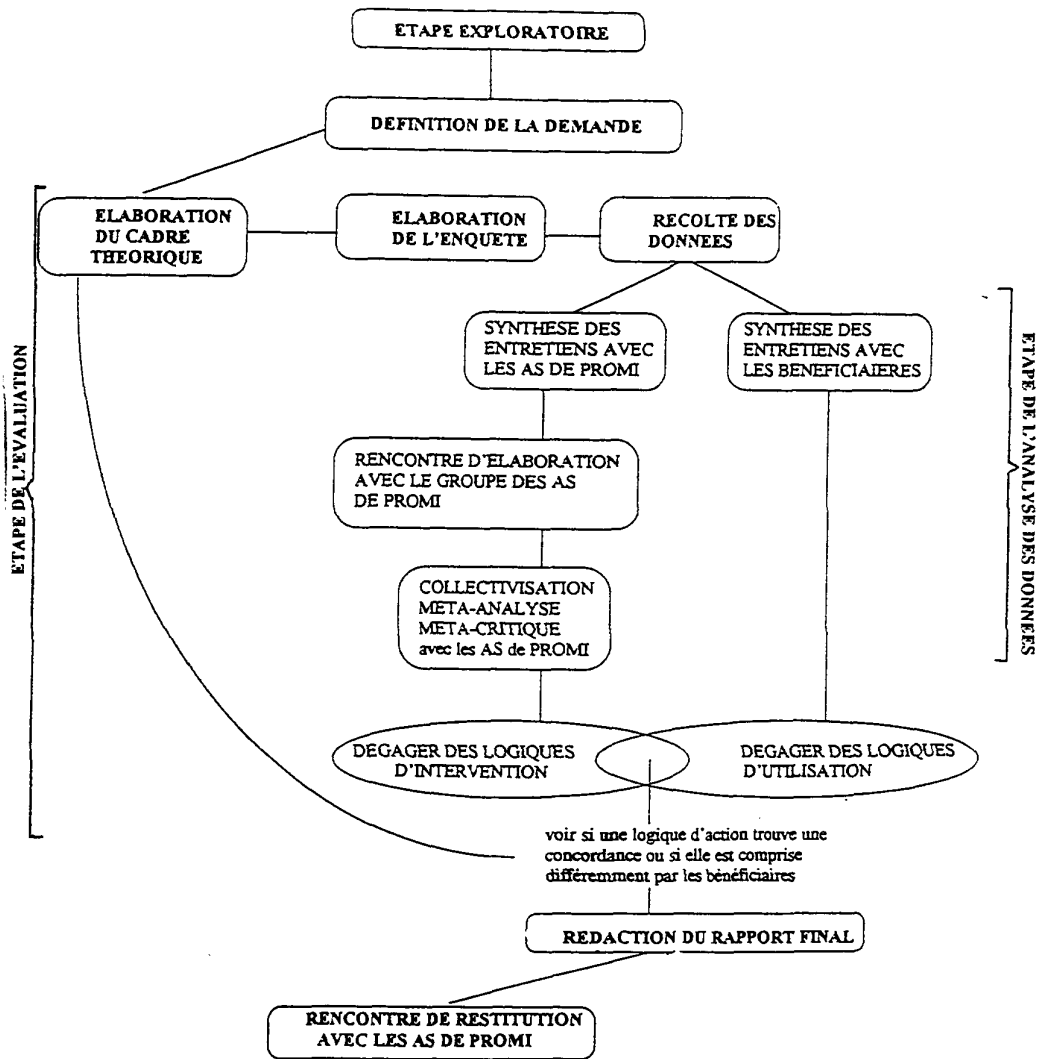 ETAPE EXPLORATOIRE
DEFINITION DE LA DEMANDE
ELABORATION
DU CADRE
THEORIQUE
ELABORATION
DE L'ENQUETE
RECOLTE DES
DONNEES
ETAPE DE L'EVALUATION
SYNTHESE DES
ENTRETIENS AVEC
LES AS DE PROMI
SYNTHESE DES
ENTRETIENS AVEC
LES BENEFICIAIERES
ETAPE DE L'ANALYSE DES DONNEES
RENCONTRE D'ELABORATION
AVEC LE GROUPE DES AS
DE PROMI
COLLECTIVISATION
META-ANALYSE
META-CRITIQUE
avec les AS de PROMI
DEGAGER DES LOGIQUES
D'INTERVENTION
DEGAGER DES LOGIQUES
D'UTILISATION
voir si une logique d'action trouve une
concordance ou si elle est comprise
différemment par les bénéficiaires
REDACTION DU RAPPORT FINAL
RENCONTRE DE RESTITUTION
AVEC LES AS DE PROMI